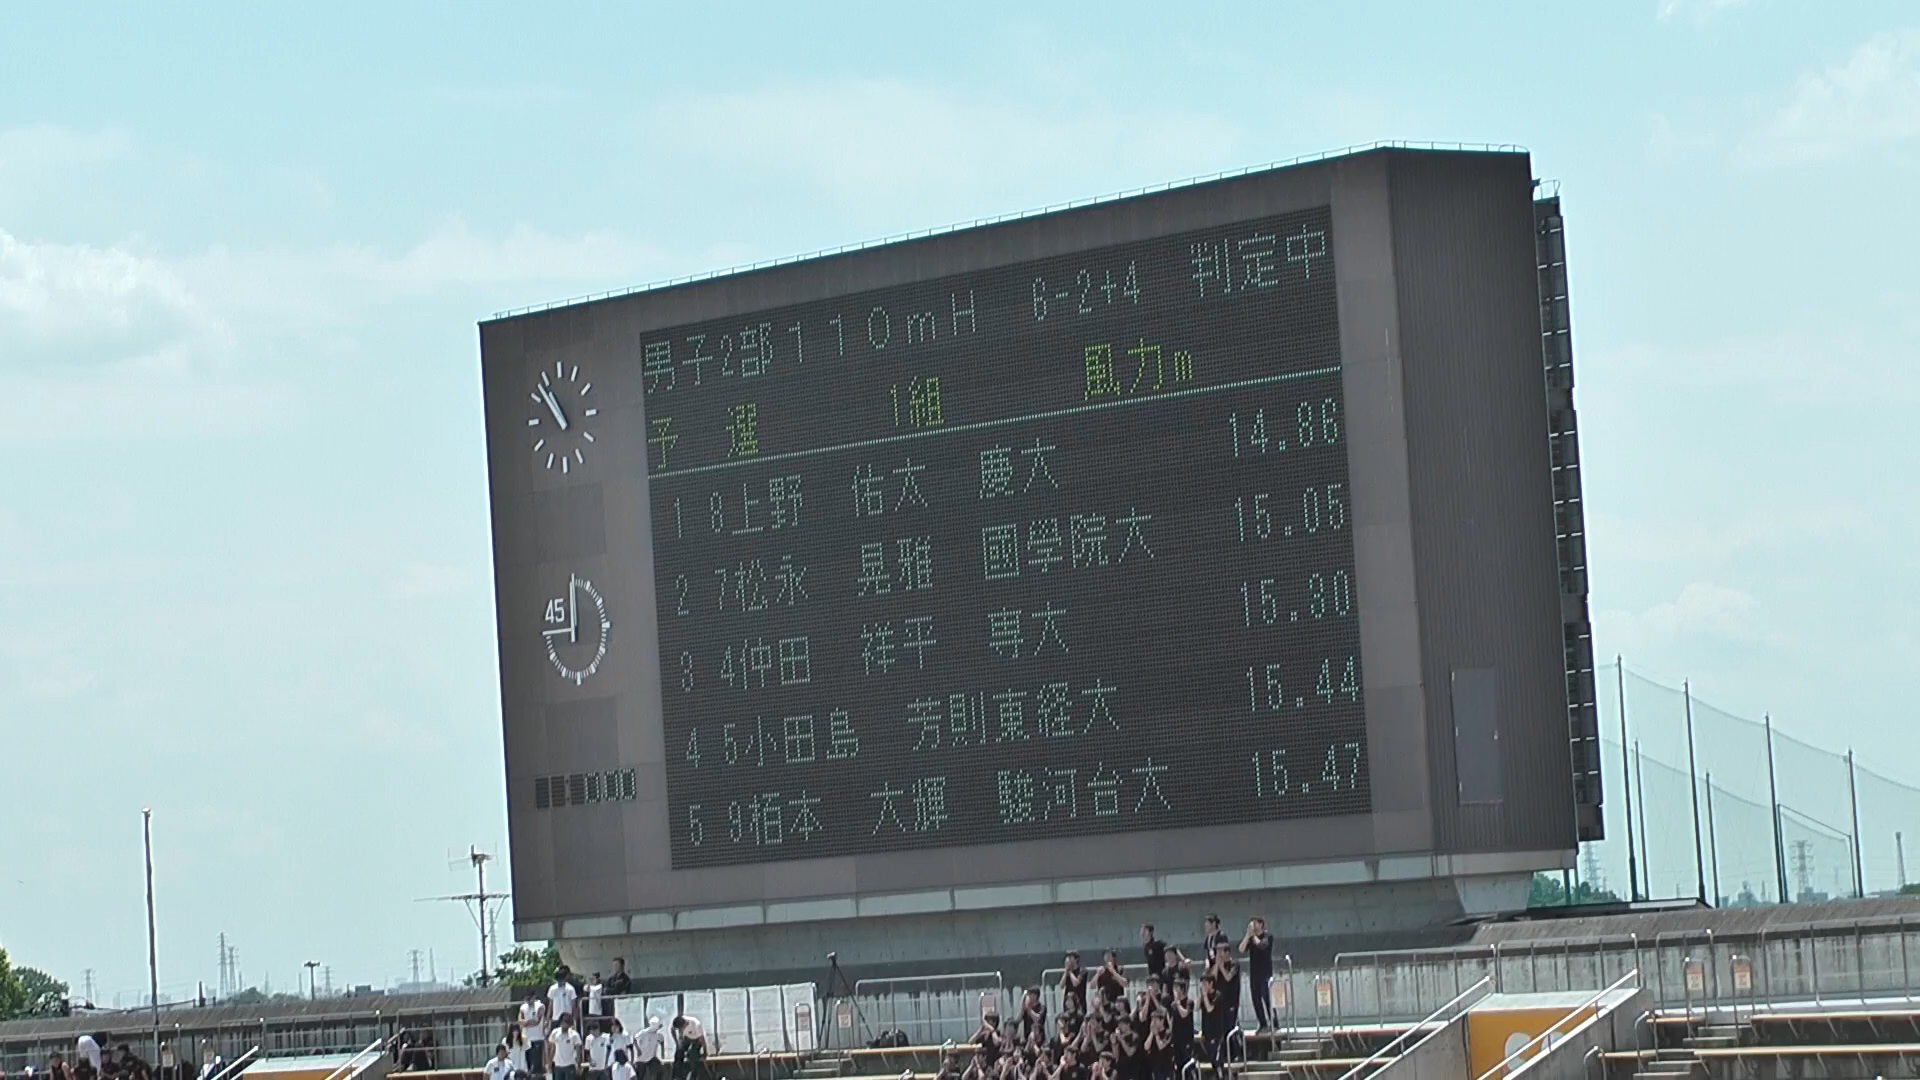 男子2部110mH 6-2+4 判定中
予選 1組 風力m
1 8上野 佑太 慶大 14.86
2 7松永 晃雅 國學院大 15.05
3 4仲田 祥平 専大 15.30
4 5小田島 芳則東経大 15.44
5 9栢本 大輝 駿河台大 15.47
45